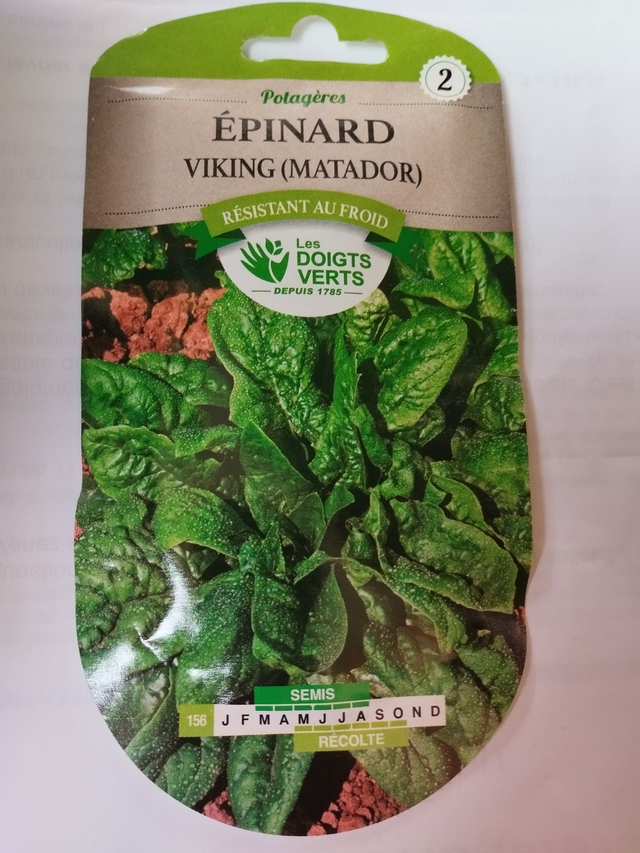 2
Potagères
ÉPINARD
VIKING (MATADOR)
RÉSISTANT AU FROID
Les
DOIGTS
VERTS
DEPUIS 1785
SEMIS
156 J F M A M J J A S O N D
RÉCOLTE